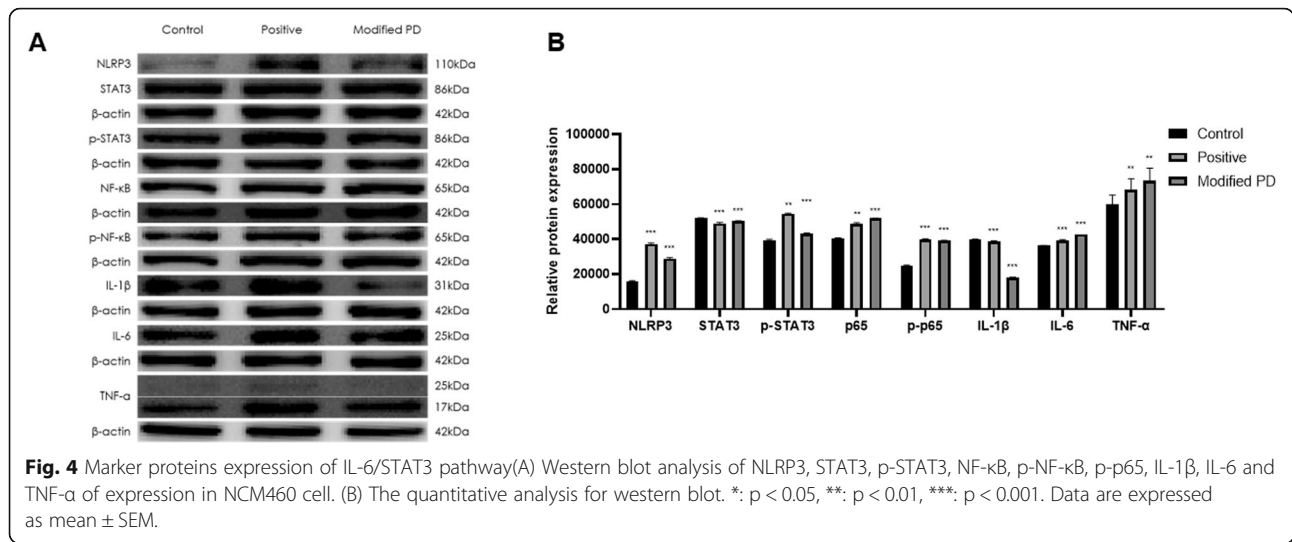 A
Control Positive Modified PD
NLRP3 110kDa
STAT3 86kDa
β-actin 42kDa
p-STAT3 86kDa
β-actin 42kDa
NF-κB 65kDa
β-actin 42kDa
p-NF-κB 65kDa
β-actin 42kDa
IL-1β 31kDa
β-actin 42kDa
IL-6 25kDa
β-actin 42kDa
25kDa
TNF-α
17kDa
β-actin 42kDa
B
Relative protein expression
100000
80000
60000
40000
20000
0
*** *** *** *** ** *** ** *** *** *** *** *** *** *** ** **
NLRP3 STAT3 p-STAT3 p65 p-p65 IL-1β IL-6 TNF-α
Control
Positive
Modified PD
Fig. 4 Marker proteins expression of IL-6/STAT3 pathway(A) Western blot analysis of NLRP3, STAT3, p-STAT3, NF-κB, p-NF-κB, p-p65, IL-1β, IL-6 and
TNF-α of expression in NCM460 cell. (B) The quantitative analysis for western blot. *: p < 0.05, **: p < 0.01, ***: p < 0.001. Data are expressed
as mean ± SEM.